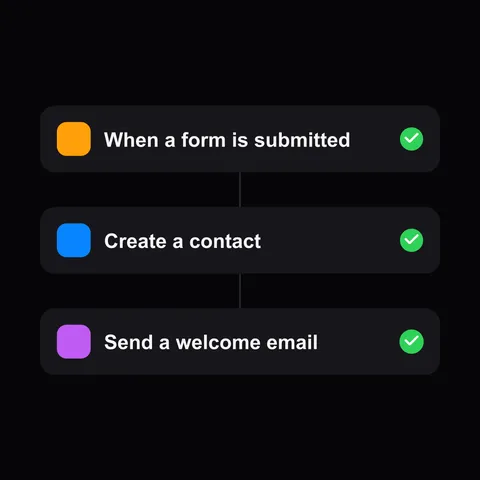 When a form is submitted
Create a contact
Send a welcome email